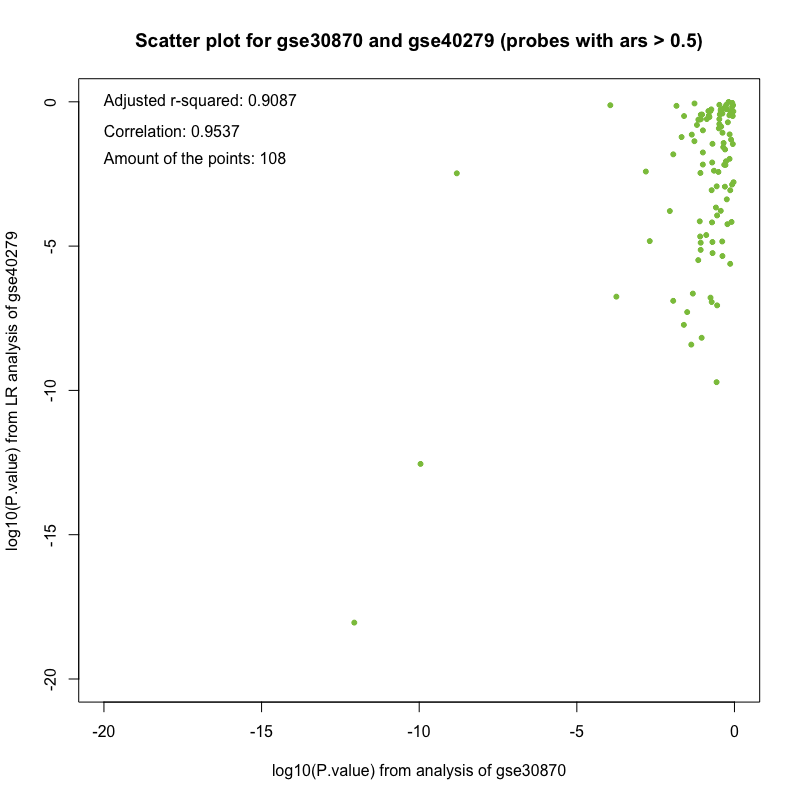 Scatter plot for gse30870 and gse40279 (probes with ars > 0.5)
Adjusted r-squared: 0.9087
Correlation: 0.9537
Amount of the points: 108
log10(P.value) from LR analysis of gse40279
0
-5
-10
-15
-20
-20
-15
-10
-5
0
log10(P.value) from analysis of gse30870